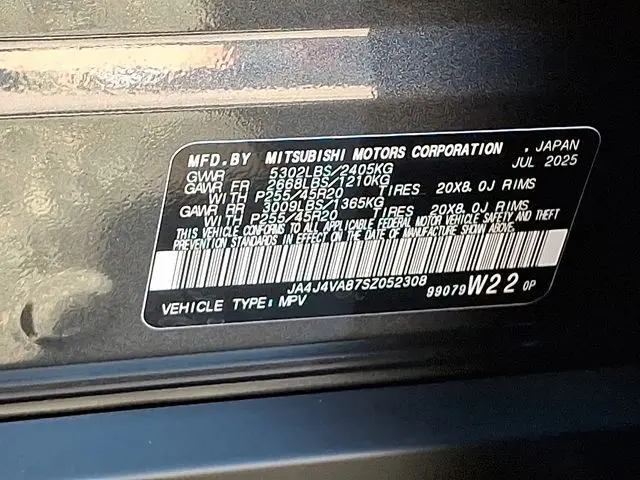 MFD.BY MITSUBISHI MOTORS CORPORATION , JAPAN
GVWR 5302LBS/2405KG JUL 2025
GAWR FR 2668LBS/1210KG
WITH P255/45R20 TIRES 20X8.0J RIMS
GAWR RR 3009LBS/1365KG
WITH P255/45R20 TIRES 20X8.0J RIMS
THIS VEHICLE CONFORMS TO ALL APPLICABLE FEDERAL MOTOR VEHICLE SAFETY AND THEFT
PREVENTION STANDARDS IN EFFECT ON THE DATE OF MANUFACTURE SHOWN ABOVE.
JA4J4VA87SZ052308
VEHICLE TYPE: MPV 99079W22 0P